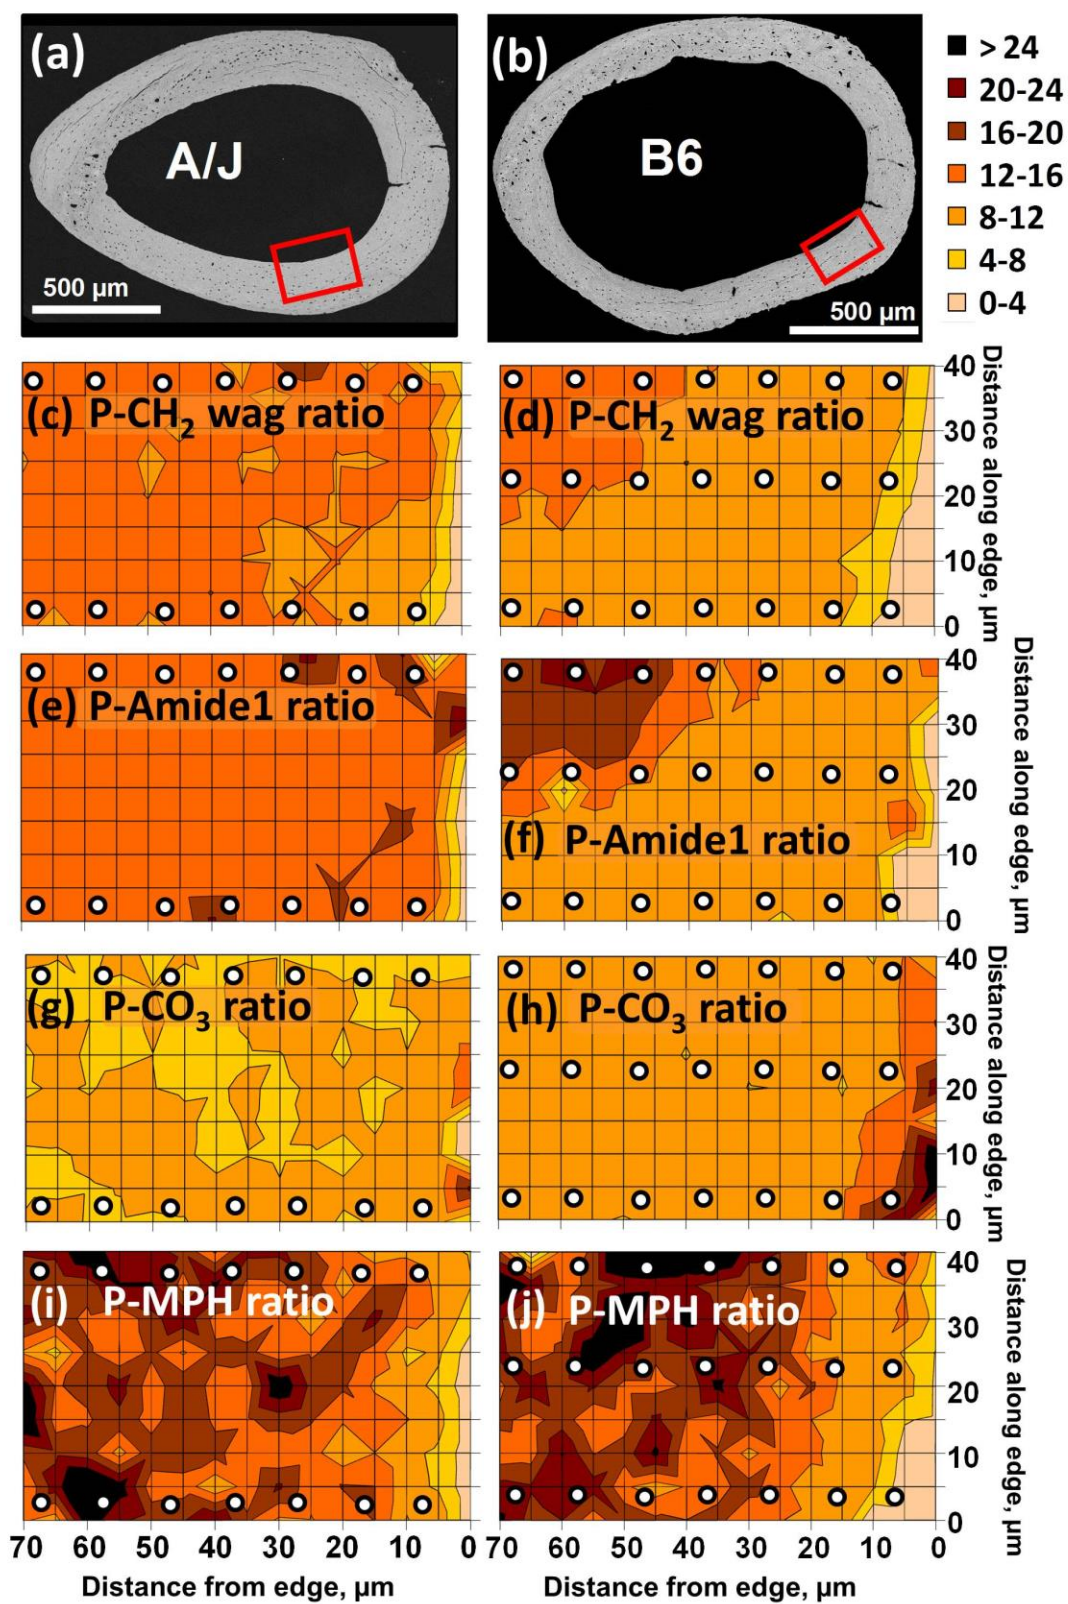 (a)
A/J
500 µm
(b)
B6
500 µm
> 24
20-24
16-20
12-16
8-12
4-8
0-4
(c) P-CH₂ wag ratio
(d) P-CH₂ wag ratio
40
30
20
10
0
Distance along edge, µm
(e) P-Amide1 ratio
(f) P-Amide1 ratio
40
30
20
10
0
Distance along edge, µm
(g) P-CO₃ ratio
(h) P-CO₃ ratio
40
30
20
10
0
Distance along edge, µm
(i) P-MPH ratio
(j) P-MPH ratio
40
30
20
10
0
Distance along edge, µm
70 60 50 40 30 20 10 0
Distance from edge, µm
70 60 50 40 30 20 10 0
Distance from edge, µm